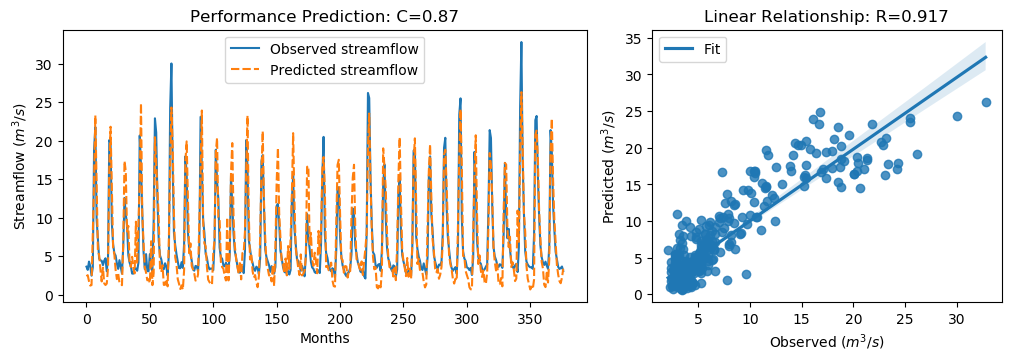 Performance Prediction: C=0.87
Observed streamflow
Predicted streamflow
Streamflow (m³/s)
30
25
20
15
10
5
0
0 50 100 150 200 250 300 350
Months
Linear Relationship: R=0.917
Fit
Predicted (m³/s)
35
30
25
20
15
10
5
0
5 10 15 20 25 30
Observed (m³/s)